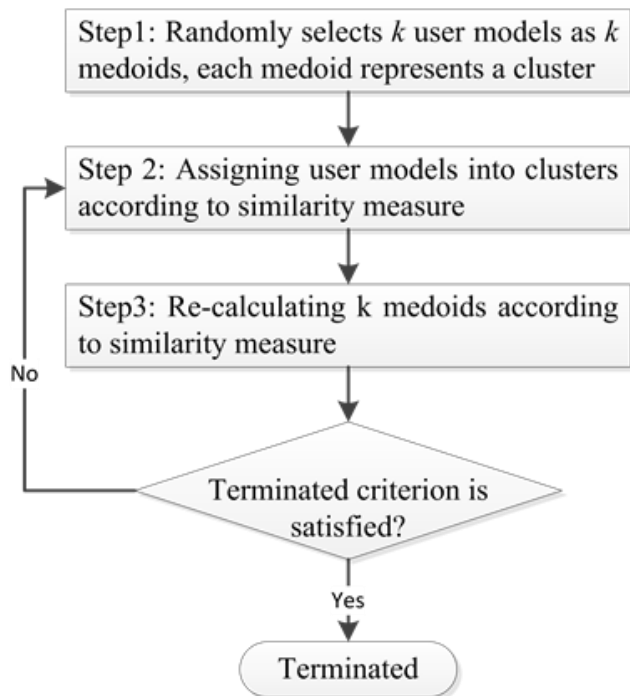 Step1: Randomly selects k user models as k
medoids, each medoid represents a cluster
Step 2: Assigning user models into clusters
according to similarity measure
Step3: Re-calculating k medoids according
to similarity measure
No
Terminated criterion is
satisfied?
Yes
Terminated